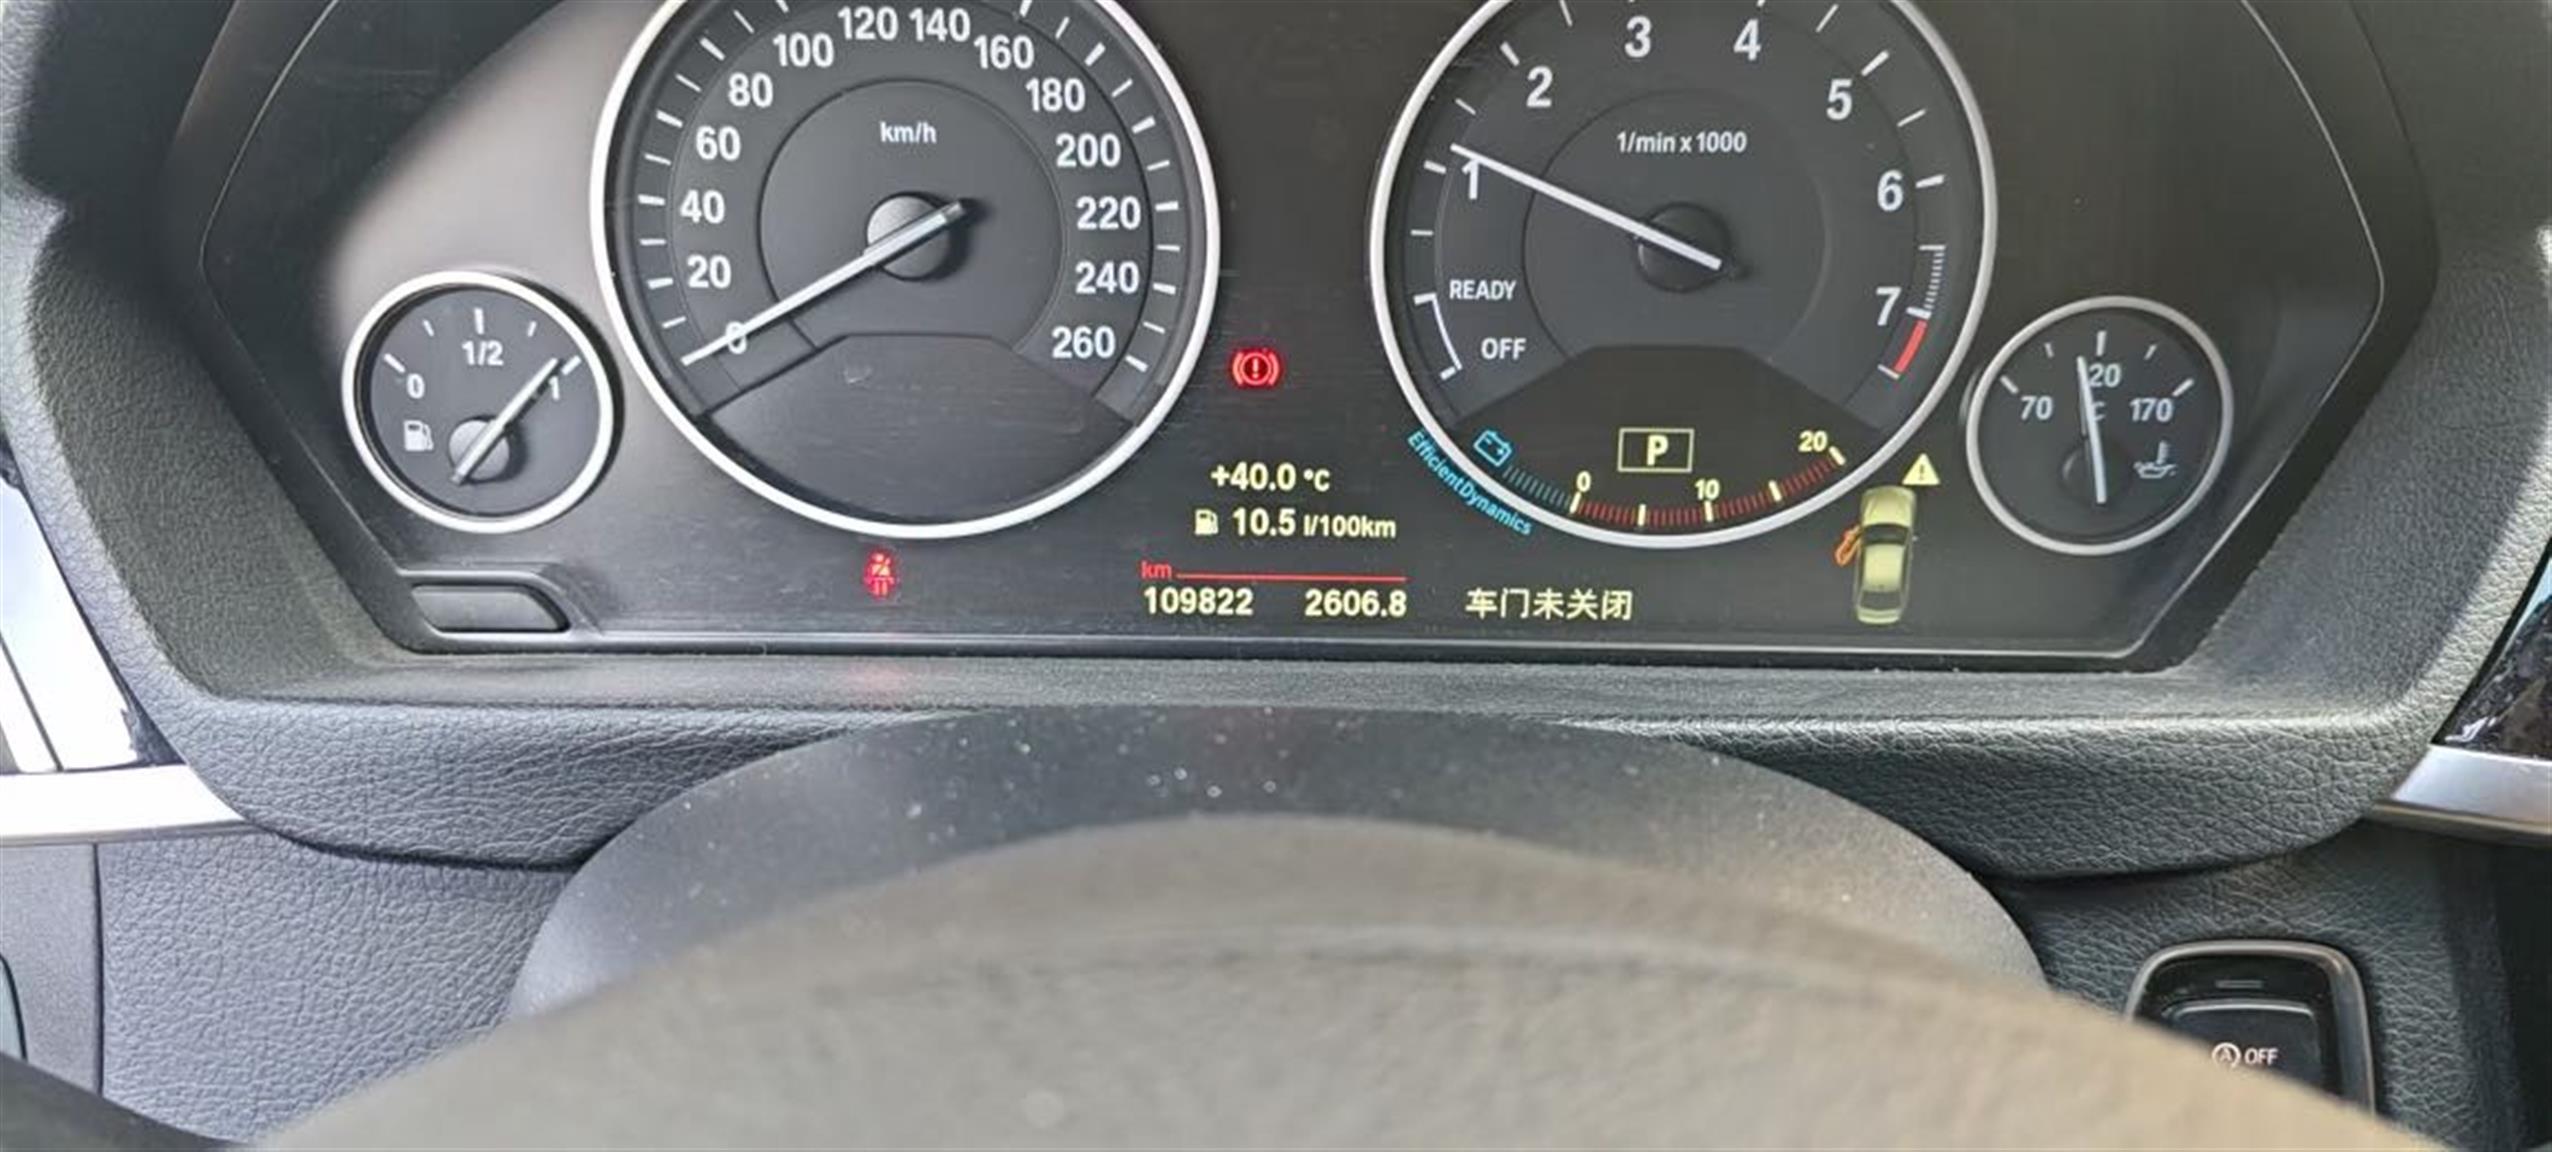 0
1/2
1
0
20
40
60
80
100
120
140
160
180
200
220
240
260
km/h
OFF
READY
1
2
3
4
5
6
7
1/min x 1000
+40.0 °C
10.5 l/100km
km
109822 2606.8
EfficientDynamics
P
0
10
20
车门未关闭
70
170
OFF